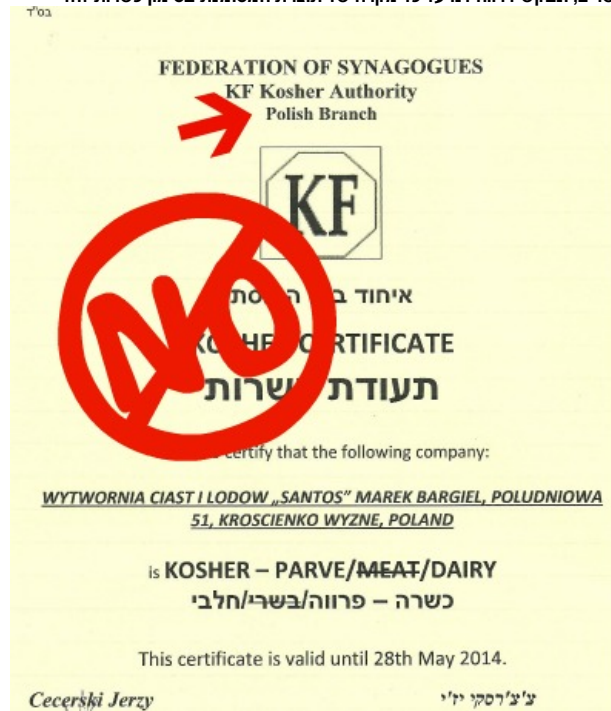 בס"ד
FEDERATION OF SYNAGOGUES
KF Kosher Authority
Polish Branch
KF
איחוד
NO
KOSHER CERTIFICATE
תעודת כשרות
certify that the following company:
WYTWORNIA CIAST I LODOW „SANTOS” MAREK BARGIEL, POLUDNIOWA
51, KROSCIENKO WYZNE, POLAND
is KOSHER – PARVE/MEAT/DAIRY
כשרה – פרווה/בשרי/חלבי
This certificate is valid until 28th May 2014.
Cecerski Jerzy
צ'צ'רסקי יז'י